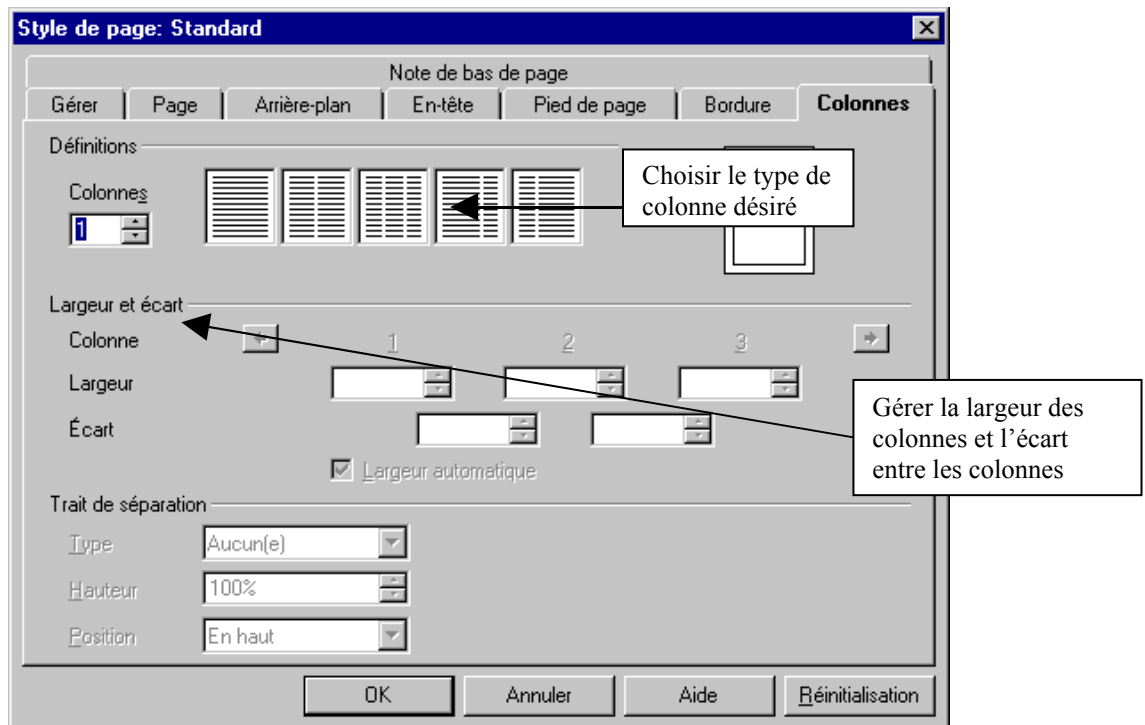 Style de page: Standard
Note de bas de page
Gérer Page Arrière-plan En-tête Pied de page Bordure Colonnes
Définitions
Colonnes
1
Choisir le type de
colonne désiré
Largeur et écart
Colonne 1 2 3
Largeur
Écart
Largeur automatique
Gérer la largeur des
colonnes et l’écart
entre les colonnes
Trait de séparation
Type Aucun(e)
Hauteur 100%
Position En haut
OK Annuler Aide Réinitialisation